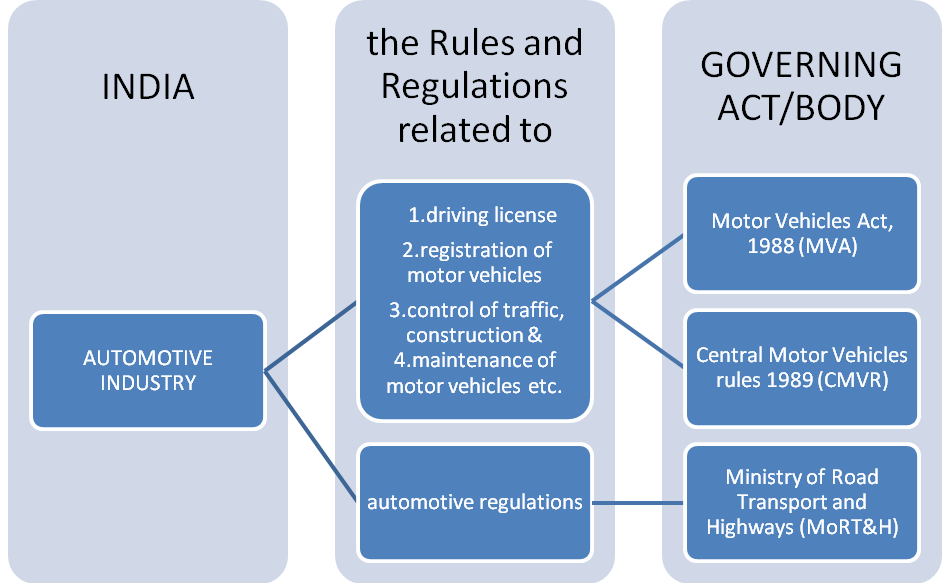 INDIA
AUTOMOTIVE
INDUSTRY
the Rules and
Regulations
related to
1.driving license
2.registration of
motor vehicles
3.control of traffic,
construction &
4.maintenance of
motor vehicles etc.
automotive regulations
GOVERNING
ACT/BODY
Motor Vehicles Act,
1988 (MVA)
Central Motor Vehicles
rules 1989 (CMVR)
Ministry of Road
Transport and
Highways (MoRT&H)